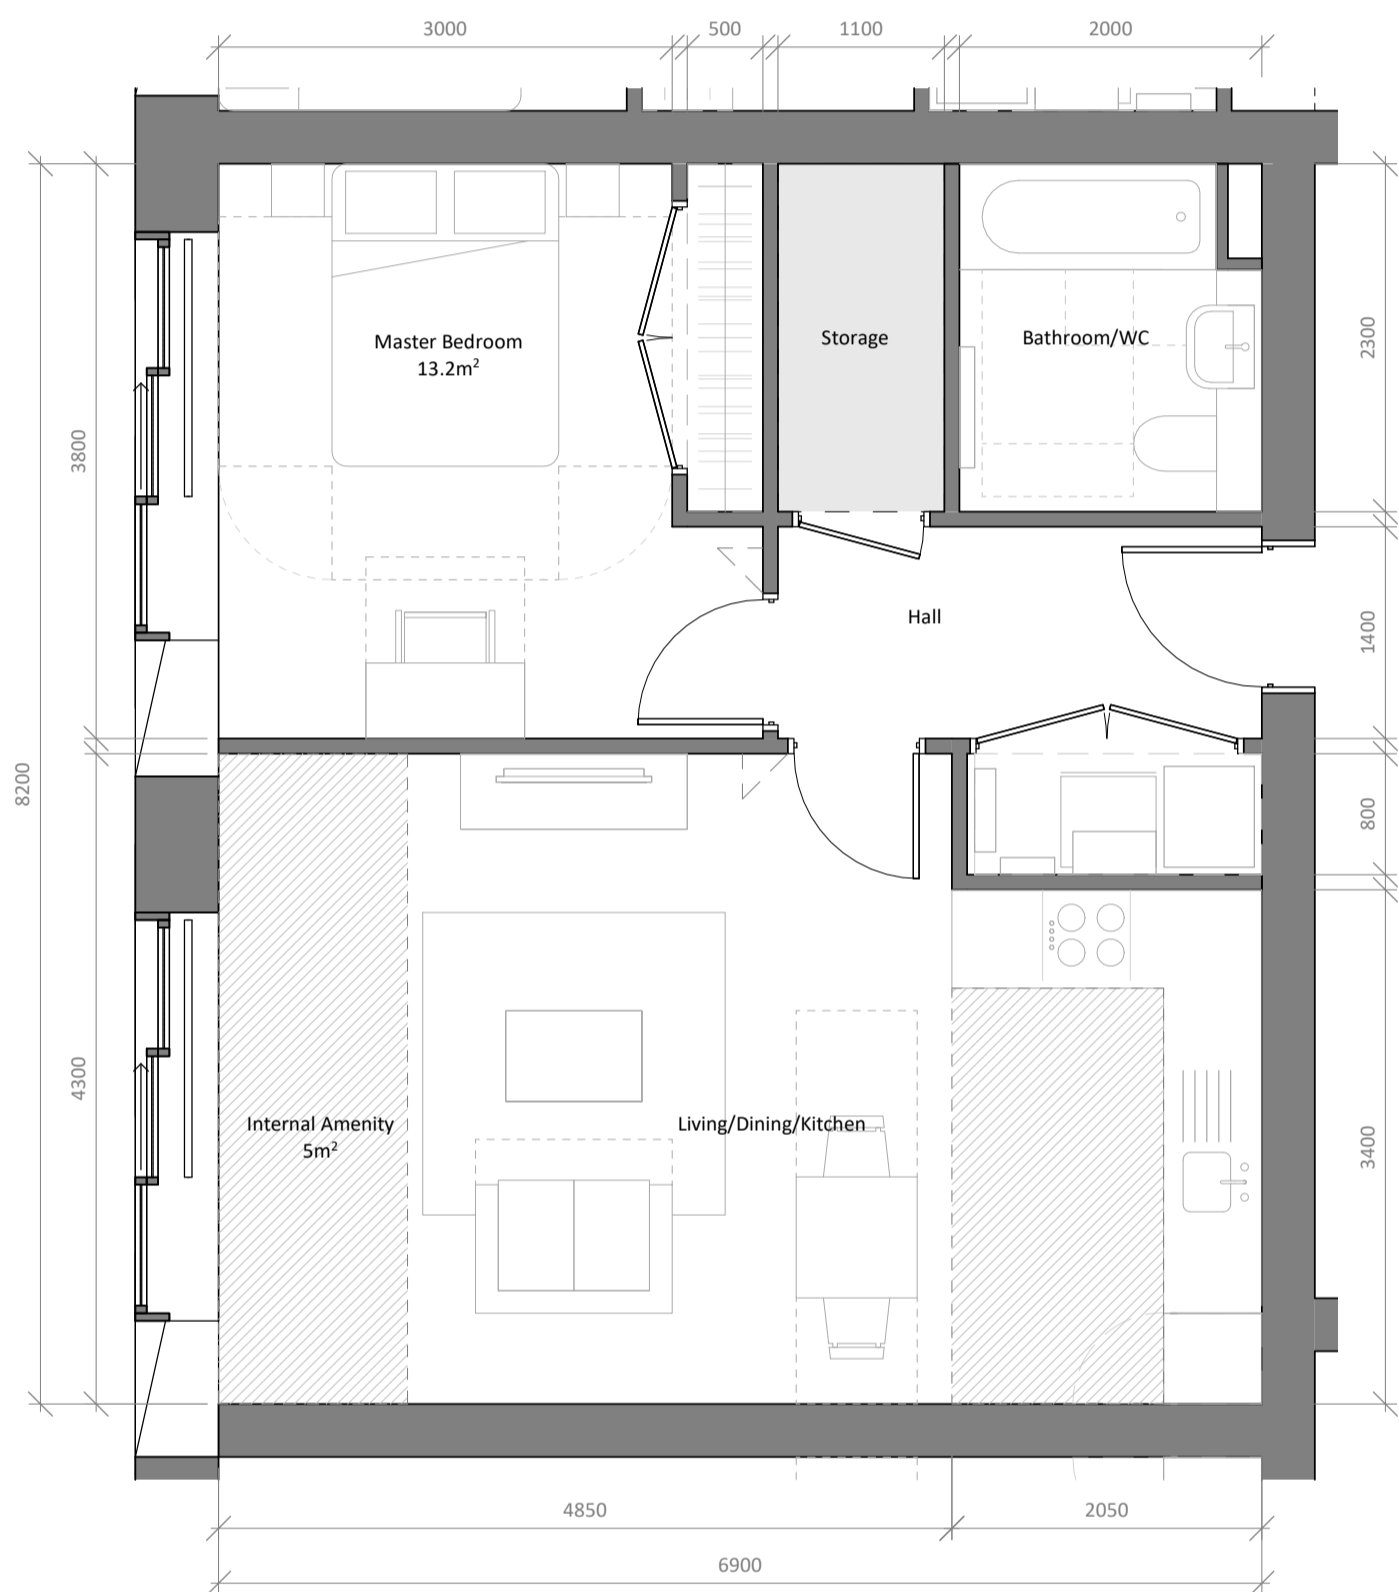 3000
500
1100
2000
Master Bedroom
13.2m²
Storage
Bathroom/WC
2300
3800
Hall
1400
8200
800
4300
Internal Amenity
5m²
Living/Dining/Kitchen
3400
4850
2050
6900